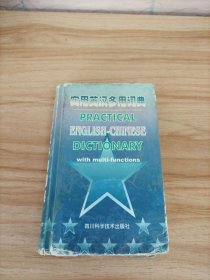 实用英汉多用词典
PRACTICAL
ENGLISH-CHINESE
DICTIONARY
with multi-functions
四川科学技术出版社